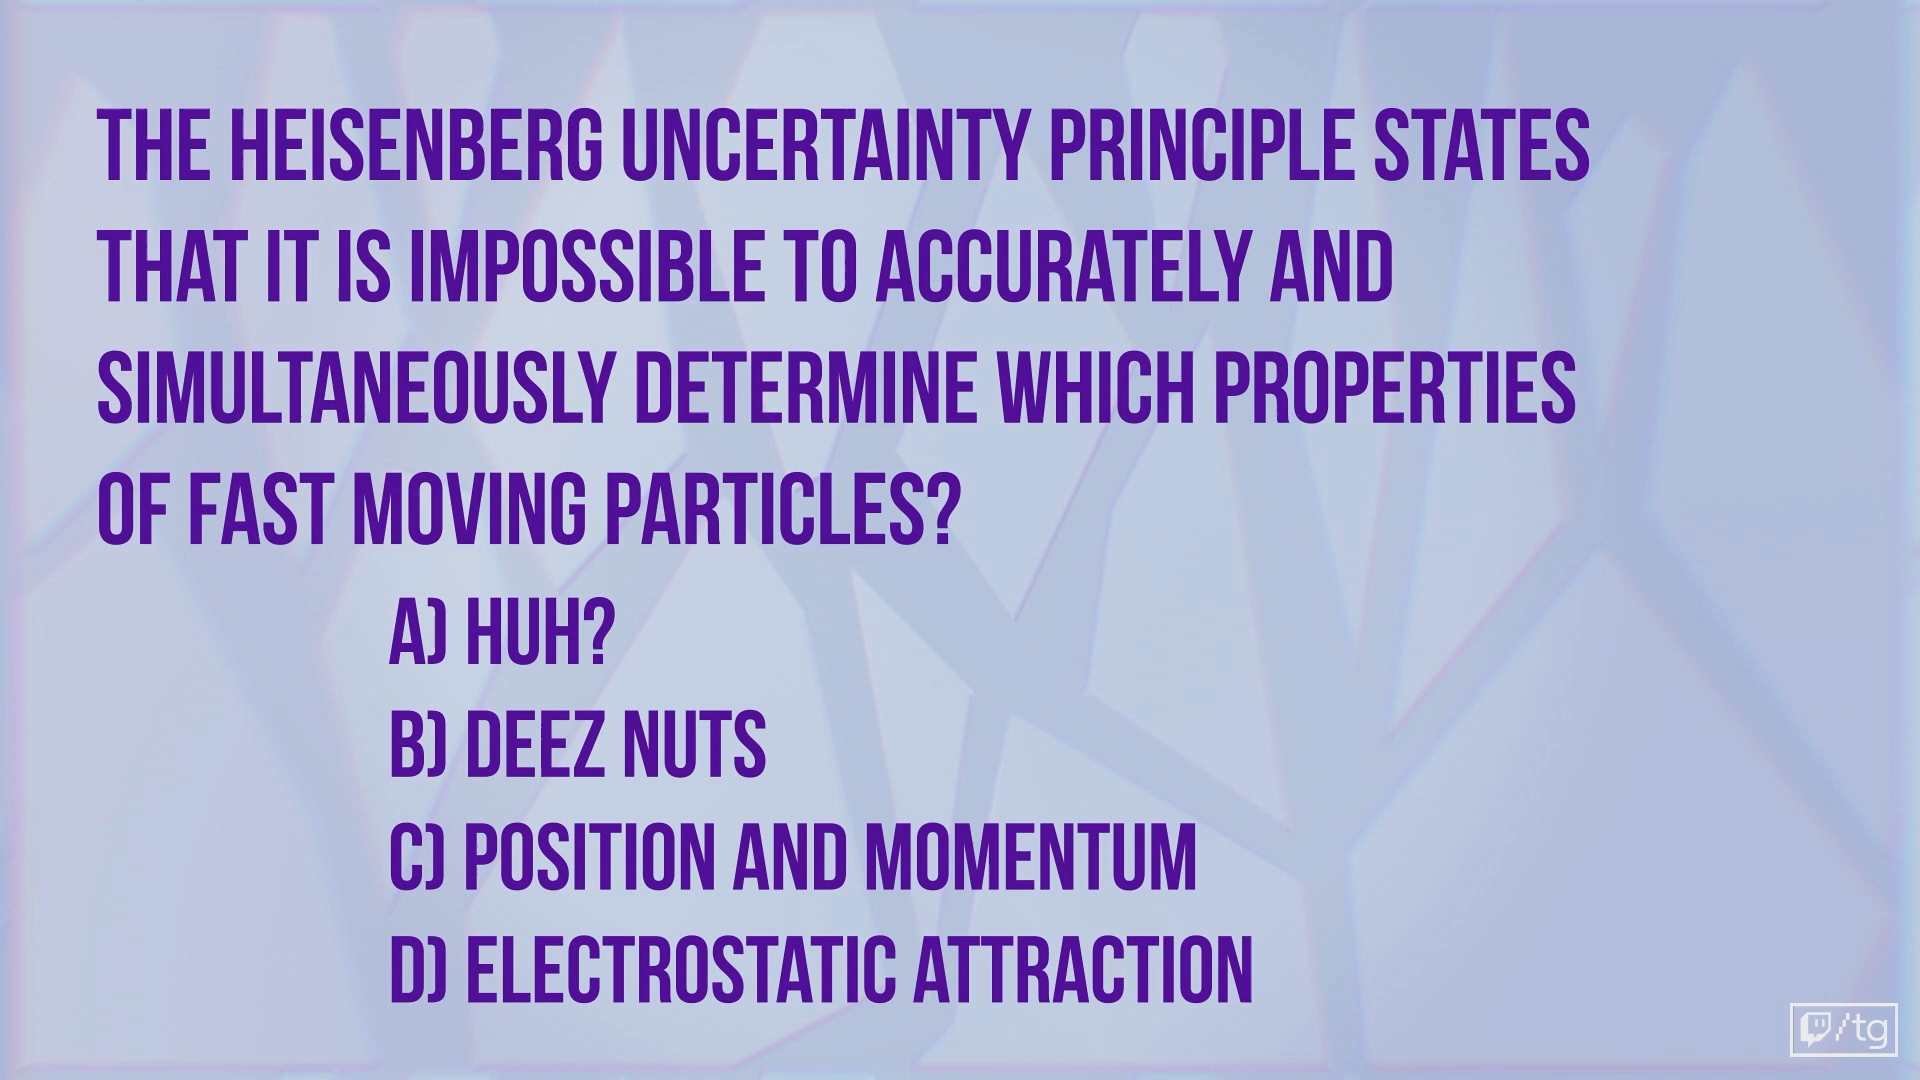 THE HEISENBERG UNCERTAINTY PRINCIPLE STATES
THAT IT IS IMPOSSIBLE TO ACCURATELY AND
SIMULTANEOUSLY DETERMINE WHICH PROPERTIES
OF FAST MOVING PARTICLES?
A) HUH?
B) DEEZ NUTS
C) POSITION AND MOMENTUM
D) ELECTROSTATIC ATTRACTION
/tg